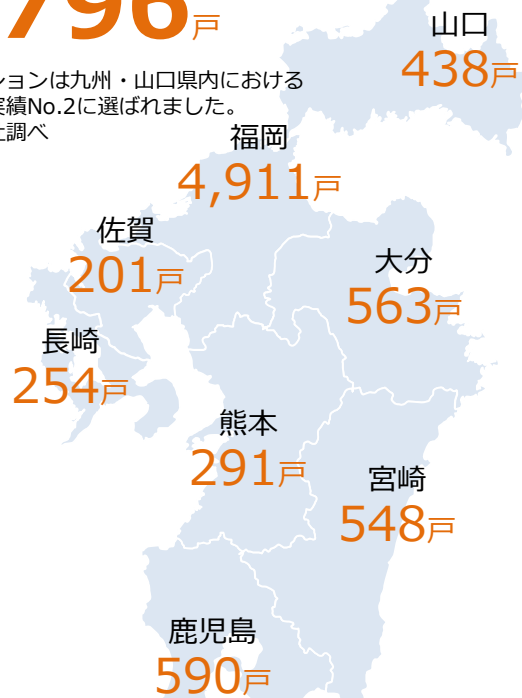 796戸
ションは九州・山口県内における
実績No.2に選ばれました。
調べ
山口
438戸
福岡
4,911戸
佐賀
201戸
大分
563戸
長崎
254戸
熊本
291戸
宮崎
548戸
鹿児島
590戸